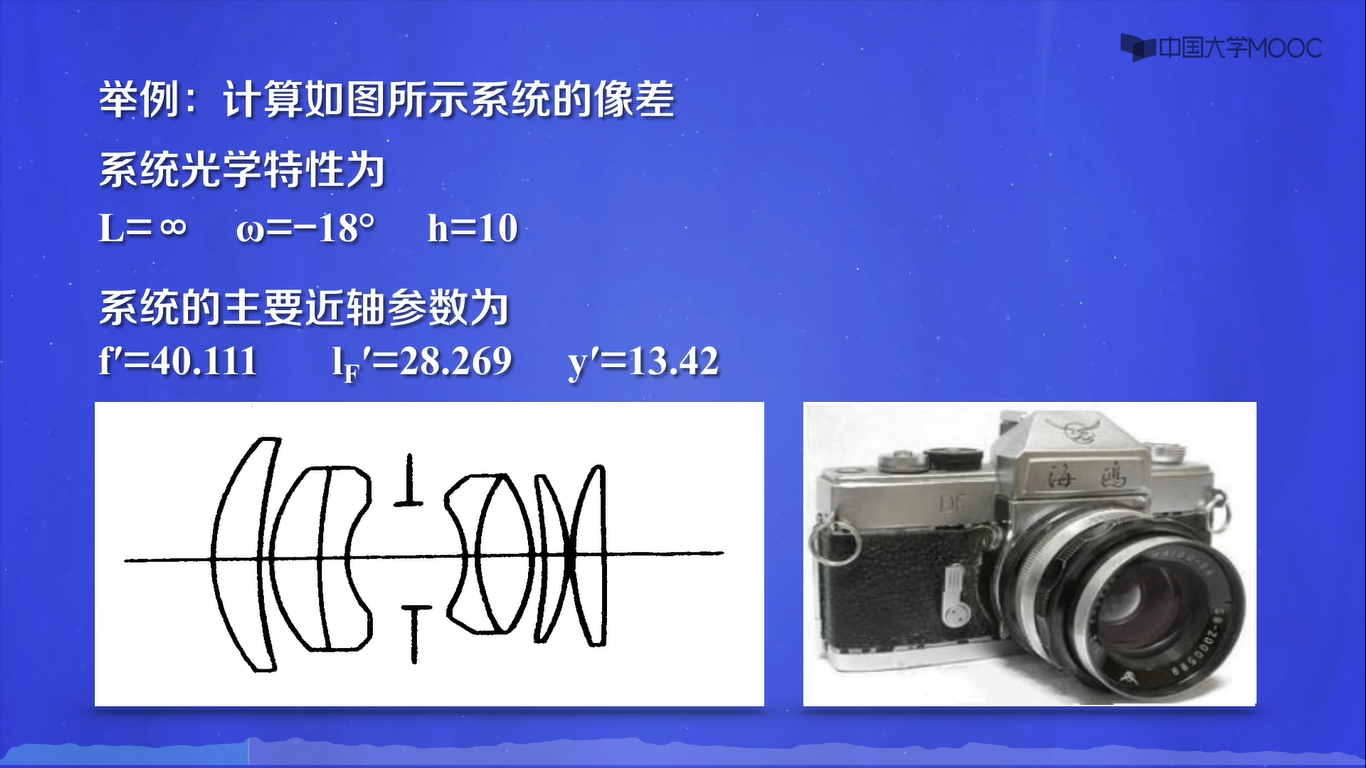 中国大学MOOC
举例：计算如图所示系统的像差
系统光学特性为
L=∞ ω=−18° h=10
系统的主要近轴参数为
f′=40.111 lF′=28.269 y′=13.42
海鸥
DF